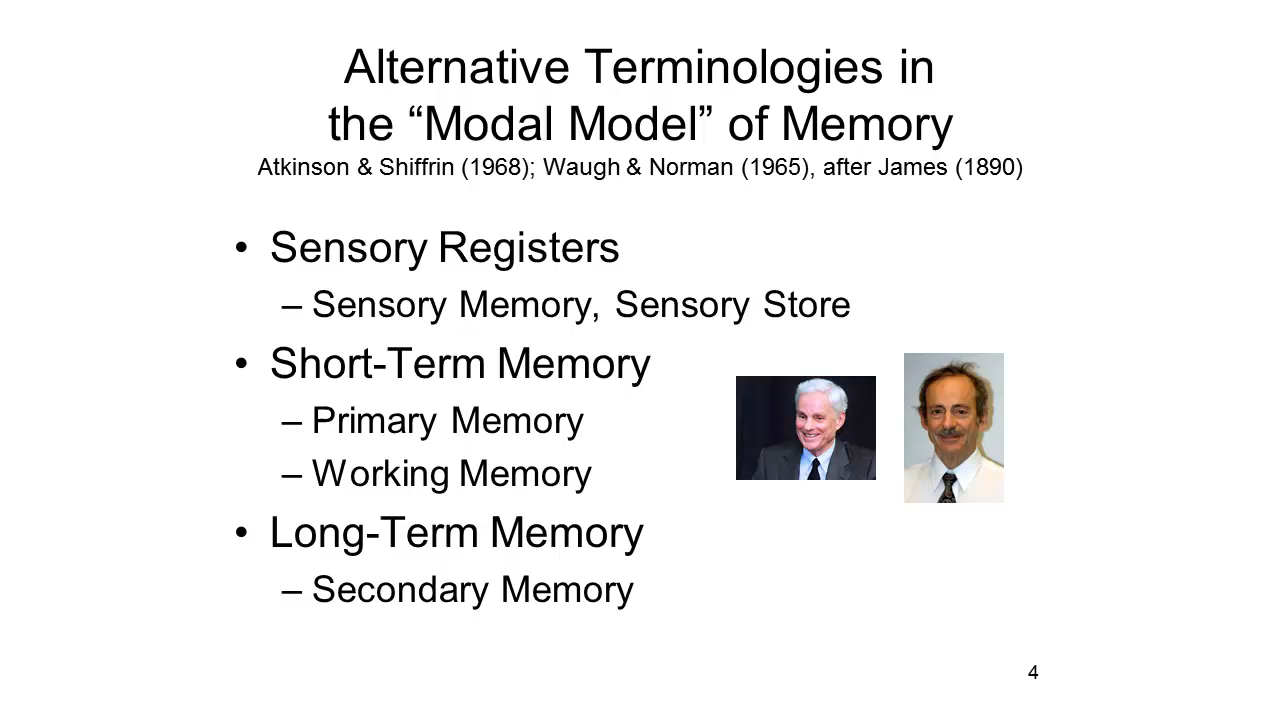 Alternative Terminologies in
the “Modal Model” of Memory
Atkinson & Shiffrin (1968); Waugh & Norman (1965), after James (1890)
• Sensory Registers
– Sensory Memory, Sensory Store
• Short-Term Memory
– Primary Memory
– Working Memory
• Long-Term Memory
– Secondary Memory
4